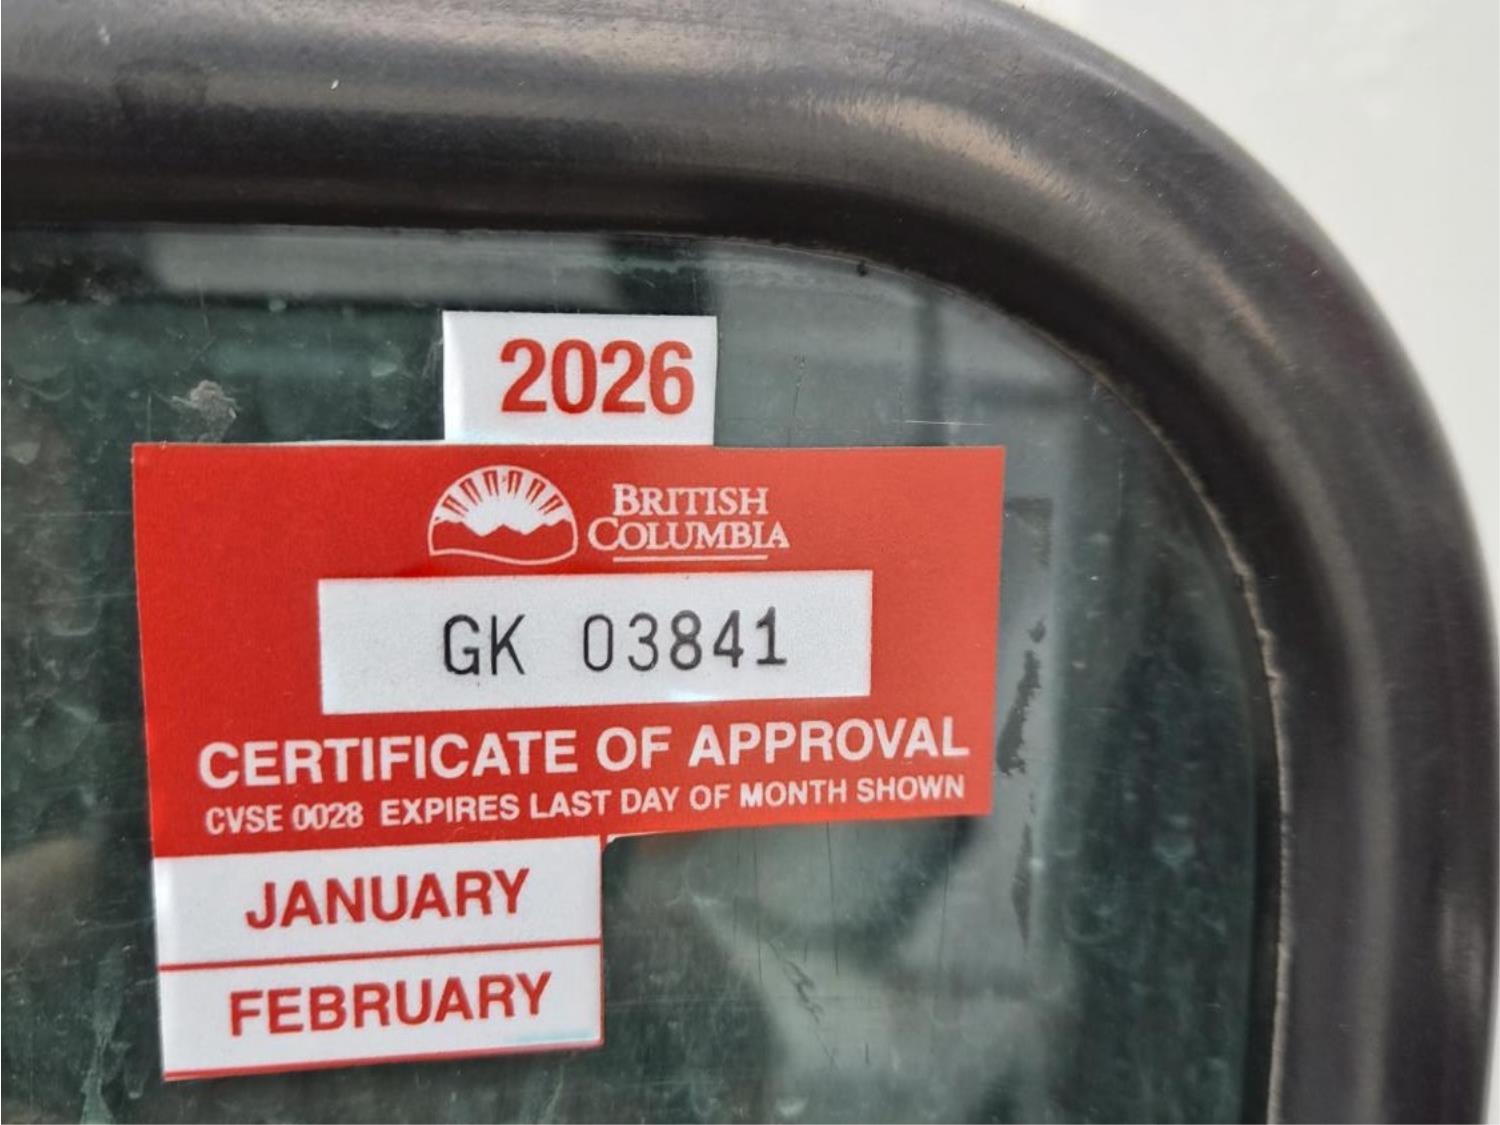 2026
BRITISH
COLUMBIA
GK 03841
CERTIFICATE OF APPROVAL
CVSE 0028 EXPIRES LAST DAY OF MONTH SHOWN
JANUARY
FEBRUARY